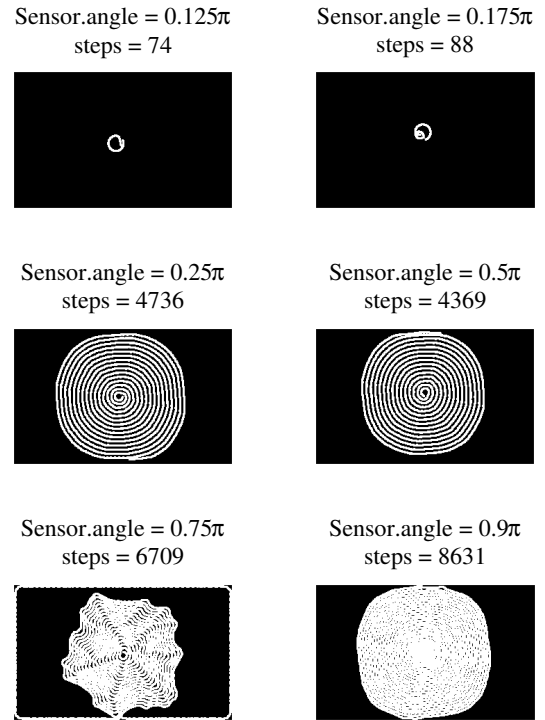 Sensor.angle = 0.125π
steps = 74
Sensor.angle = 0.175π
steps = 88
Sensor.angle = 0.25π
steps = 4736
Sensor.angle = 0.5π
steps = 4369
Sensor.angle = 0.75π
steps = 6709
Sensor.angle = 0.9π
steps = 8631